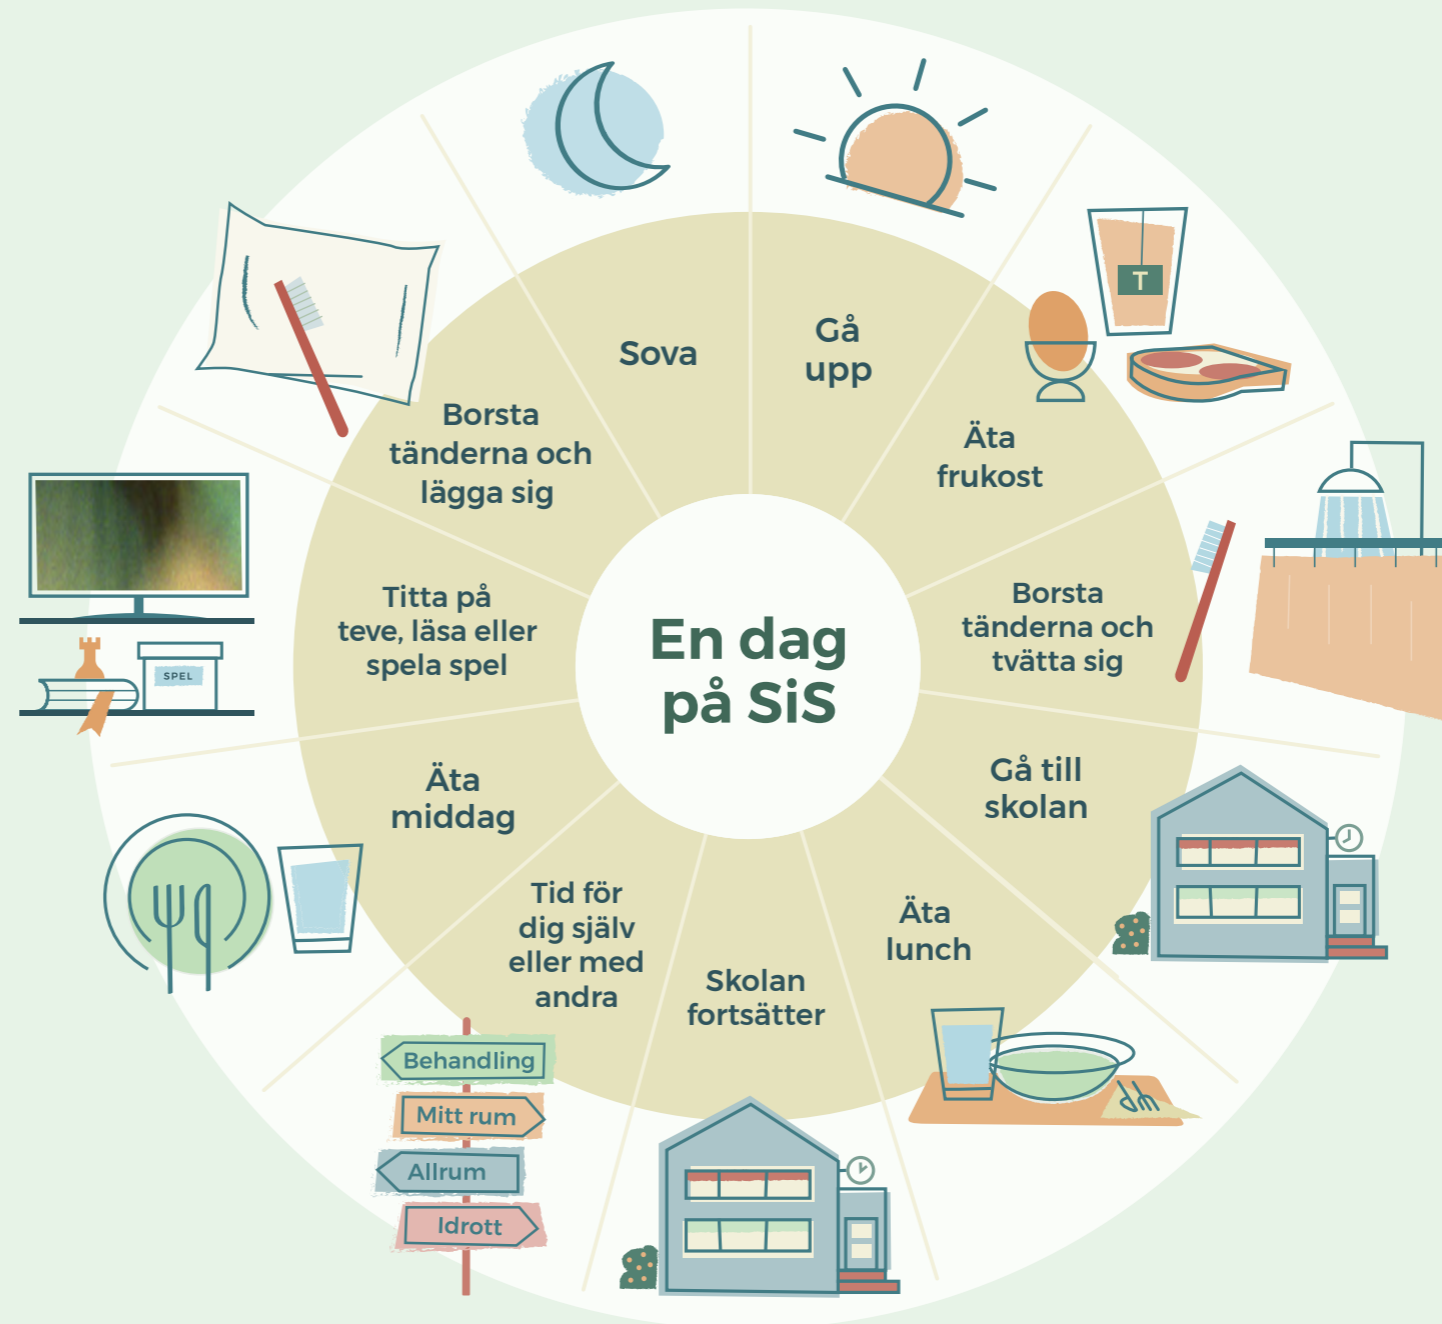 En dag
på SiS
Gå
upp
T
Äta
frukost
Borsta
tänderna och
tvätta sig
Gå till
skolan
Äta
lunch
Skolan
fortsätter
Tid för
dig själv
eller med
andra
Behandling
Mitt rum
Allrum
Idrott
Äta
middag
Titta på
teve, läsa eller
spela spel
SPEL
Borsta
tänderna och
lägga sig
Sova